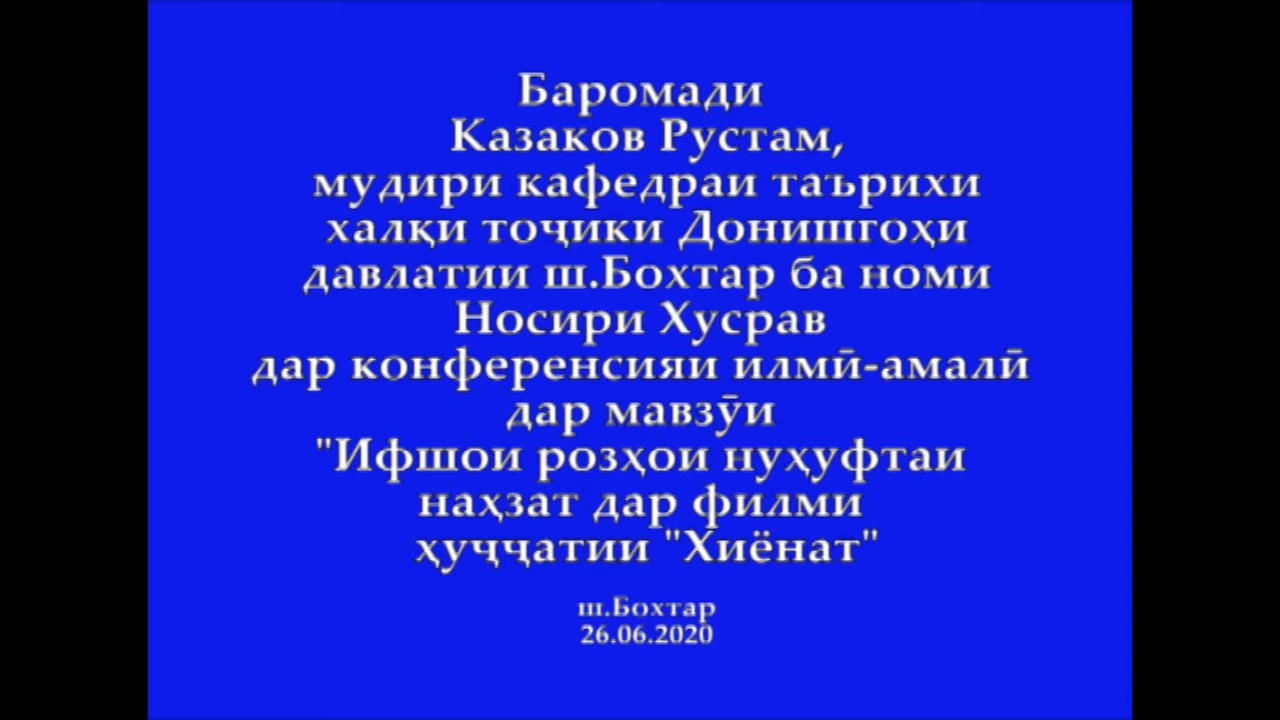 Баромади
Казаков Рустам,
мудири кафедраи таърихи
халқи тоҷики Донишгоҳи
давлатии ш.Бохтар ба номи
Носири Хусрав
дар конференсияи илмӣ-амалӣ
дар мавзӯи
"Ифшои розҳои нуҳуфтаи
наҳзат дар филми
ҳуҷҷатии "Хиёнат"
ш.Бохтар
26.06.2020